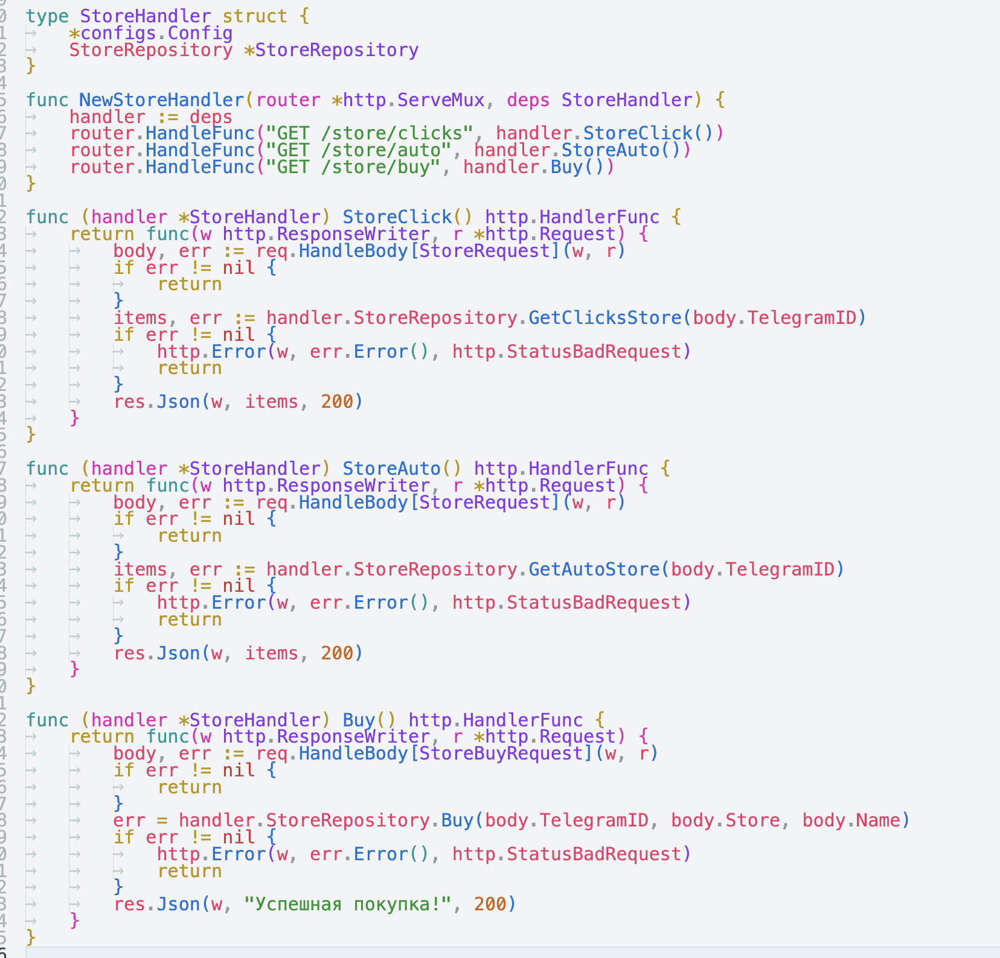 type StoreHandler struct {
*configs.Config
StoreRepository *StoreRepository
}
func NewStoreHandler(router *http.ServeMux, deps StoreHandler) {
handler := deps
router.HandleFunc("GET /store/clicks", handler.StoreClick())
router.HandleFunc("GET /store/auto", handler.StoreAuto())
router.HandleFunc("GET /store/buy", handler.Buy())
}
func (handler *StoreHandler) StoreClick() http.HandlerFunc {
return func(w http.ResponseWriter, r *http.Request) {
body, err := req.HandleBody[StoreRequest](w, r)
if err != nil {
return
}
items, err := handler.StoreRepository.GetClicksStore(body.TelegramID)
if err != nil {
http.Error(w, err.Error(), http.StatusBadRequest)
return
}
res.Json(w, items, 200)
}
}
func (handler *StoreHandler) StoreAuto() http.HandlerFunc {
return func(w http.ResponseWriter, r *http.Request) {
body, err := req.HandleBody[StoreRequest](w, r)
if err != nil {
return
}
items, err := handler.StoreRepository.GetAutoStore(body.TelegramID)
if err != nil {
http.Error(w, err.Error(), http.StatusBadRequest)
return
}
res.Json(w, items, 200)
}
}
func (handler *StoreHandler) Buy() http.HandlerFunc {
return func(w http.ResponseWriter, r *http.Request) {
body, err := req.HandleBody[StoreBuyRequest](w, r)
if err != nil {
return
}
err = handler.StoreRepository.Buy(body.TelegramID, body.Store, body.Name)
if err != nil {
http.Error(w, err.Error(), http.StatusBadRequest)
return
}
res.Json(w, "Успешная покупка!", 200)
}
}